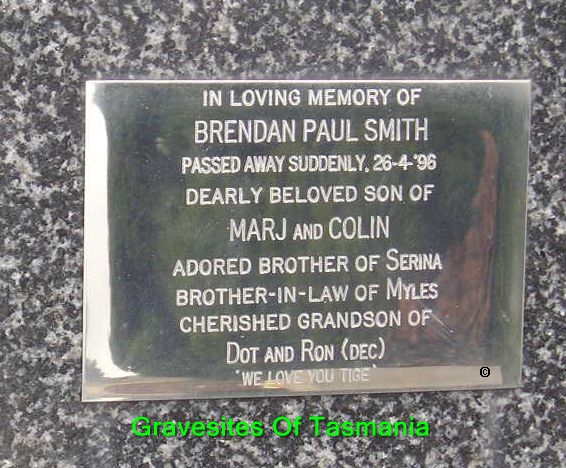 IN LOVING MEMORY OF
BRENDAN PAUL SMITH
PASSED AWAY SUDDENLY, 26-4-'96
DEARLY BELOVED SON OF
MARJ AND COLIN
ADORED BROTHER OF SERINA
BROTHER-IN-LAW OF MYLES
CHERISHED GRANDSON OF
DOT AND RON (DEC)
'WE LOVE YOU TIGE'
©
Gravesites Of Tasmania